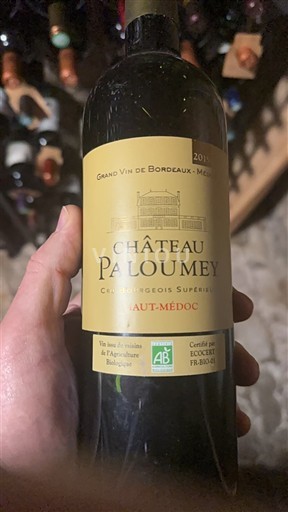 GRAND VIN DE BORDEAUX - 
CHÂTEAU
PALOUMEY
CRU BOURGEOIS SUPÉRIEUR
HAUT-MÉDOC
Vin issu de raisins
de l'Agriculture
Biologique
AB
Certifié par
ECOCERT
FR-BIO-01